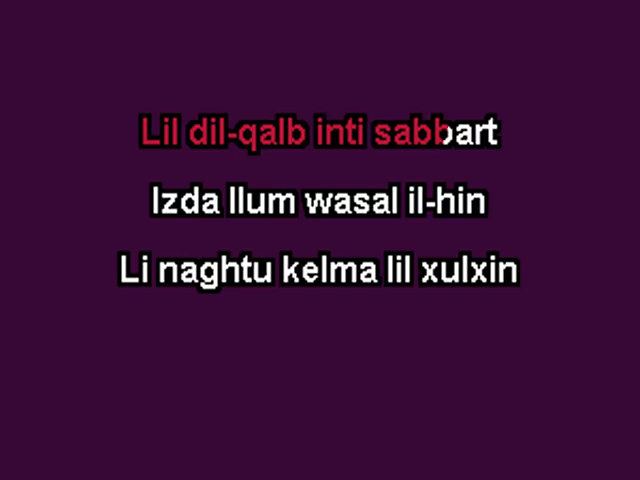 Lil dil-qalb inti sabbart
Izda llum wasal il-hin
Li naghtu kelma lil xulxin